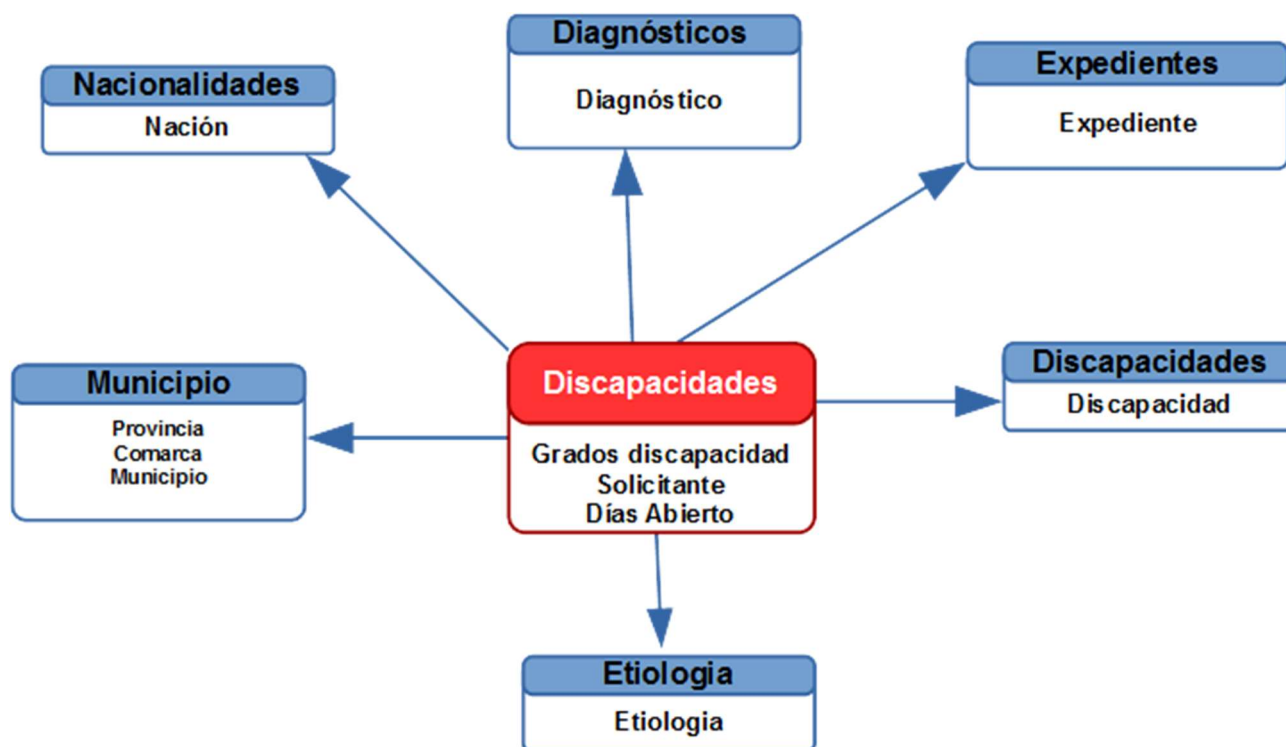 Diagnósticos
Diagnóstico
Expedientes
Expediente
Nacionalidades
Nación
Discapacidades
Grados discapacidad
Solicitante
Días Abierto
Discapacidades
Discapacidad
Municipio
Provincia
Comarca
Municipio
Etiologia
Etiologia